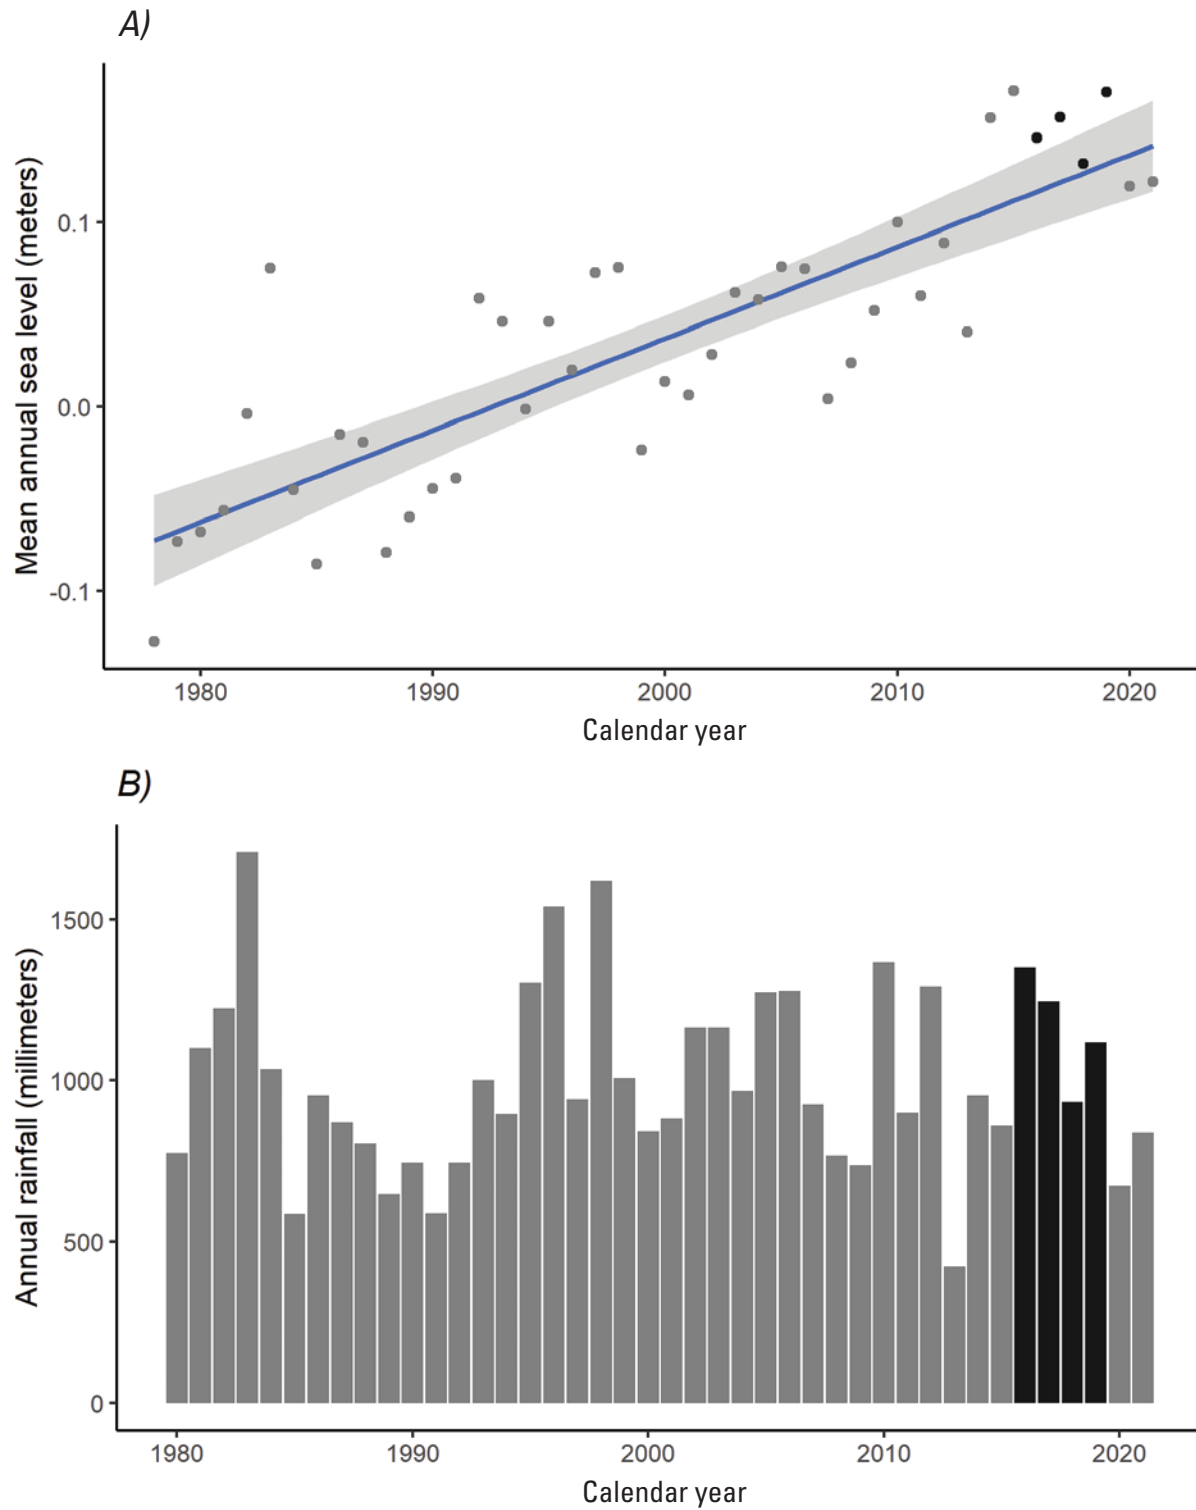 A)
Mean annual sea level (meters)
0.1
0.0
-0.1
1980 1990 2000 2010 2020
Calendar year
B)
Annual rainfall (millimeters)
1500
1000
500
0
1980 1990 2000 2010 2020
Calendar year